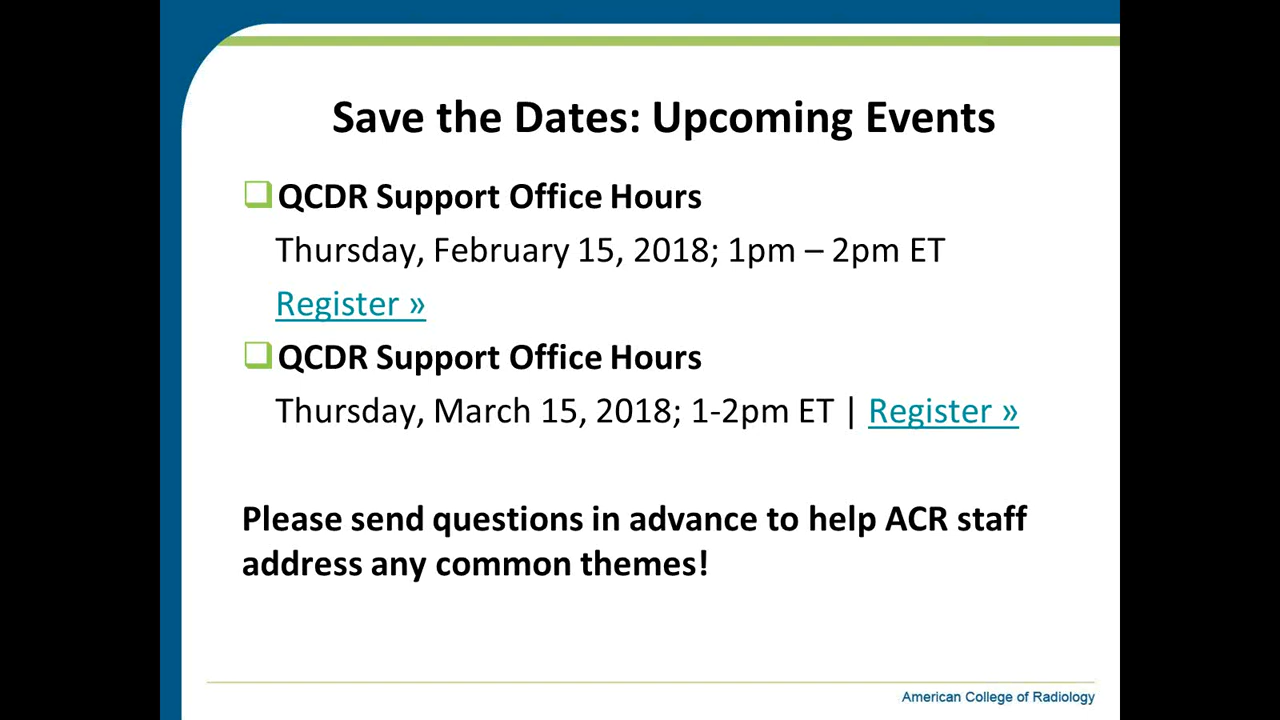 Save the Dates: Upcoming Events
QCDR Support Office Hours
Thursday, February 15, 2018; 1pm – 2pm ET
Register »
QCDR Support Office Hours
Thursday, March 15, 2018; 1-2pm ET | Register »
Please send questions in advance to help ACR staff
address any common themes!
American College of Radiology